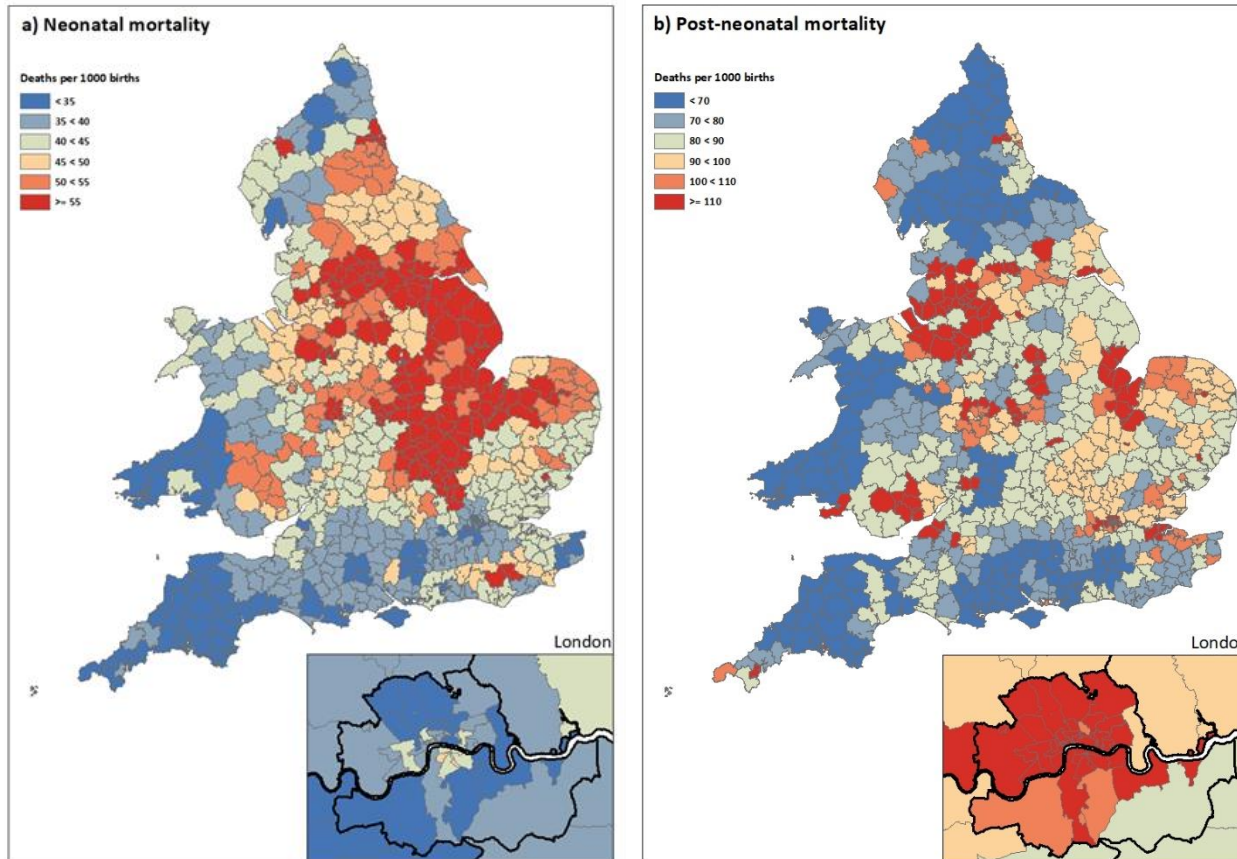 a) Neonatal mortality
Deaths per 1000 births
< 35
35 < 40
40 < 45
45 < 50
50 < 55
>= 55
London
b) Post-neonatal mortality
Deaths per 1000 births
< 70
70 < 80
80 < 90
90 < 100
100 < 110
>= 110
London